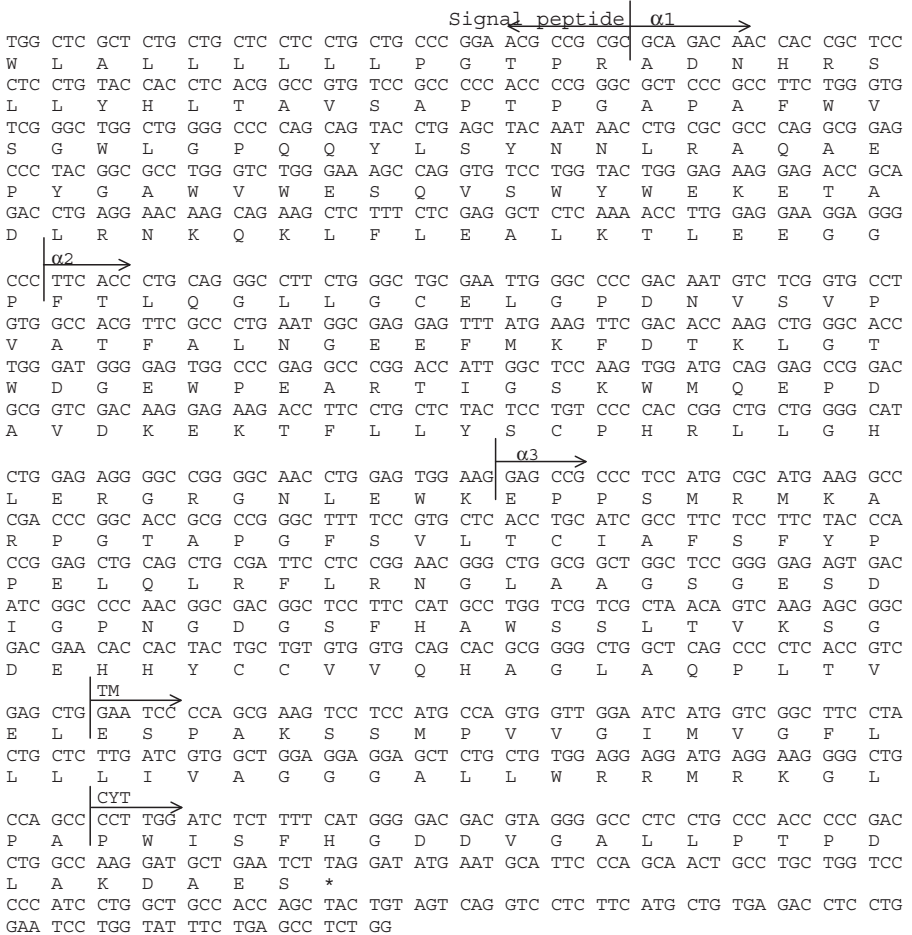 Signal peptide α1
TGG CTC GCT CTG CTG CTC CTC CTG CTG CCC GGA ACG CCG CGC GCA GAC AAC CAC CGC TCC
W L A L L L L L L P G T P R A D N H R S
CTC CTG TAC CAC CTC ACG GCC GTG TCC GCC CCC ACC CCG GGC GCT CCC GCC TTC TGG GTG
L L Y H L T A V S A P T P G A P A F W V
TCG GGC TGG CTG GGG CCC CAG CAG TAC CTG AGC TAC AAT AAC CTG CGC GCC CAG GCG GAG
S G W L G P Q Q Y L S Y N N L R A Q A E
CCC TAC GGC GCC TGG GTC TGG GAA AGC CAG GTG TCC TGG TAC TGG GAG AAG GAG ACC GCA
P Y G A W V W E S Q V S W Y W E K E T A
GAC CTG AGG AAC AAG CAG AAG CTC TTT CTC GAG GCT CTC AAA ACC TTG GAG GAA GGA GGG
D L R N K Q K L F L E A L K T L E E G G
α2
CCC TTC ACC CTG CAG GGC CTT CTG GGC TGC GAA TTG GGC CCC GAC AAT GTC TCG GTG CCT
P F T L Q G L L G C E L G P D N V S V P
GTG GCC ACG TTC GCC CTG AAT GGC GAG GAG TTT ATG AAG TTC GAC ACC AAG CTG GGC ACC
V A T F A L N G E E F M K F D T K L G T
TGG GAT GGG GAG TGG CCC GAG GCC CGG ACC ATT GGC TCC AAG TGG ATG CAG GAG CCG GAC
W D G E W P E A R T I G S K W M Q E P D
GCG GTC GAC AAG GAG AAG ACC TTC CTG CTC TAC TCC TGT CCC CAC CGG CTG CTG GGG CAT
A V D K E K T F L L Y S C P H R L L G H
α3
CTG GAG AGG GGC CGG GGC AAC CTG GAG TGG AAG GAG CCG CCC TCC ATG CGC ATG AAG GCC
L E R G R G N L E W K E P P S M R M K A
CGA CCC GGC ACC GCG CCG GGC TTT TCC GTG CTC ACC TGC ATC GCC TTC TCC TTC TAC CCA
R P G T A P G F S V L T C I A F S F Y P
CCG GAG CTG CAG CTG CGA TTC CTC CGG AAC GGG CTG GCG GCT GGC TCC GGG GAG AGT GAC
P E L Q L R F L R N G L A A G S G E S D
ATC GGC CCC AAC GGC GAC GGC TCC TTC CAT GCC TGG TCG TCG CTA ACA GTC AAG AGC GGC
I G P N G D G S F H A W S S L T V K S G
GAC GAA CAC CAC TAC TGC TGT GTG GTG CAG CAC GCG GGG CTG GCT CAG CCC CTC ACC GTC
D E H H Y C C V V Q H A G L A Q P L T V
TM
GAG CTG GAA TCC CCA GCG AAG TCC TCC ATG CCA GTG GTT GGA ATC ATG GTC GGC TTC CTA
E L E S P A K S S M P V V G I M V G F L
CTG CTC TTG ATC GTG GCT GGA GGA GGA GCT CTG CTG TGG AGG AGG ATG AGG AAG GGG CTG
L L L I V A G G G A L L W R R M R K G L
CYT
CCA GCC CCT TGG ATC TCT TTT CAT GGG GAC GAC GTA GGG GCC CTC CTG CCC ACC CCC GAC
P A P W I S F H G D D V G A L L P T P D
CTG GCC AAG GAT GCT GAA TCT TAG GAT ATG AAT GCA TTC CCA GCA ACT GCC TGC TGG TCC
L A K D A E S *
CCC ATC CTG GCT GCC ACC AGC TAC TGT AGT CAG GTC CTC TTC ATG CTG TGA GAC CTC CTG
GAA TCC TGG TAT TTC TGA GCC TCT GG